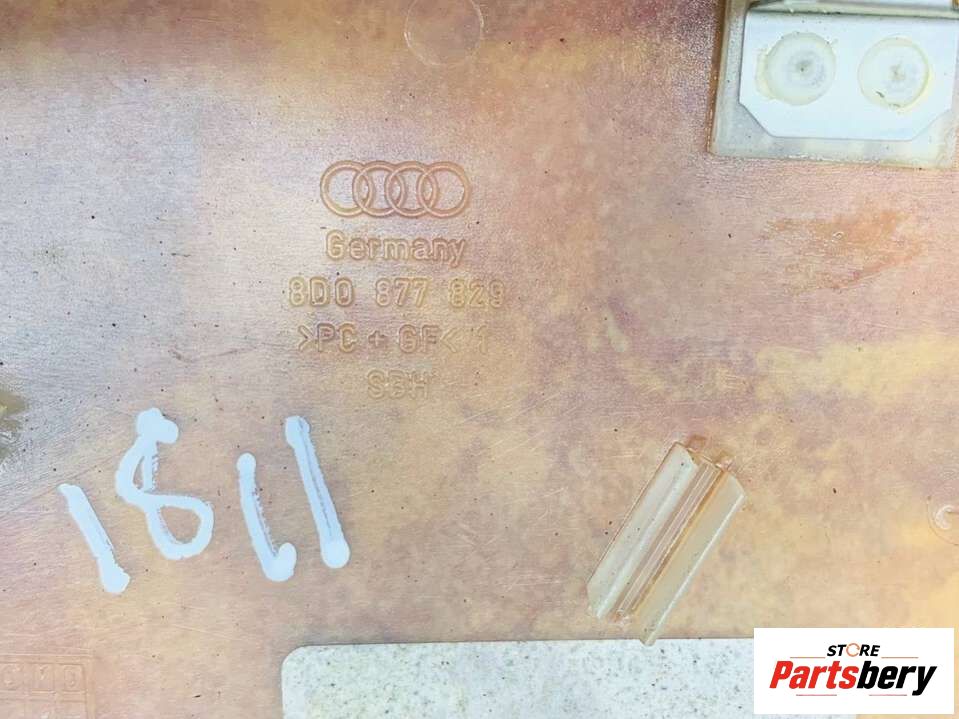 Germany
8D0 877 829
>PC + GF< 1
SBH
1811
STORE
Partsbery